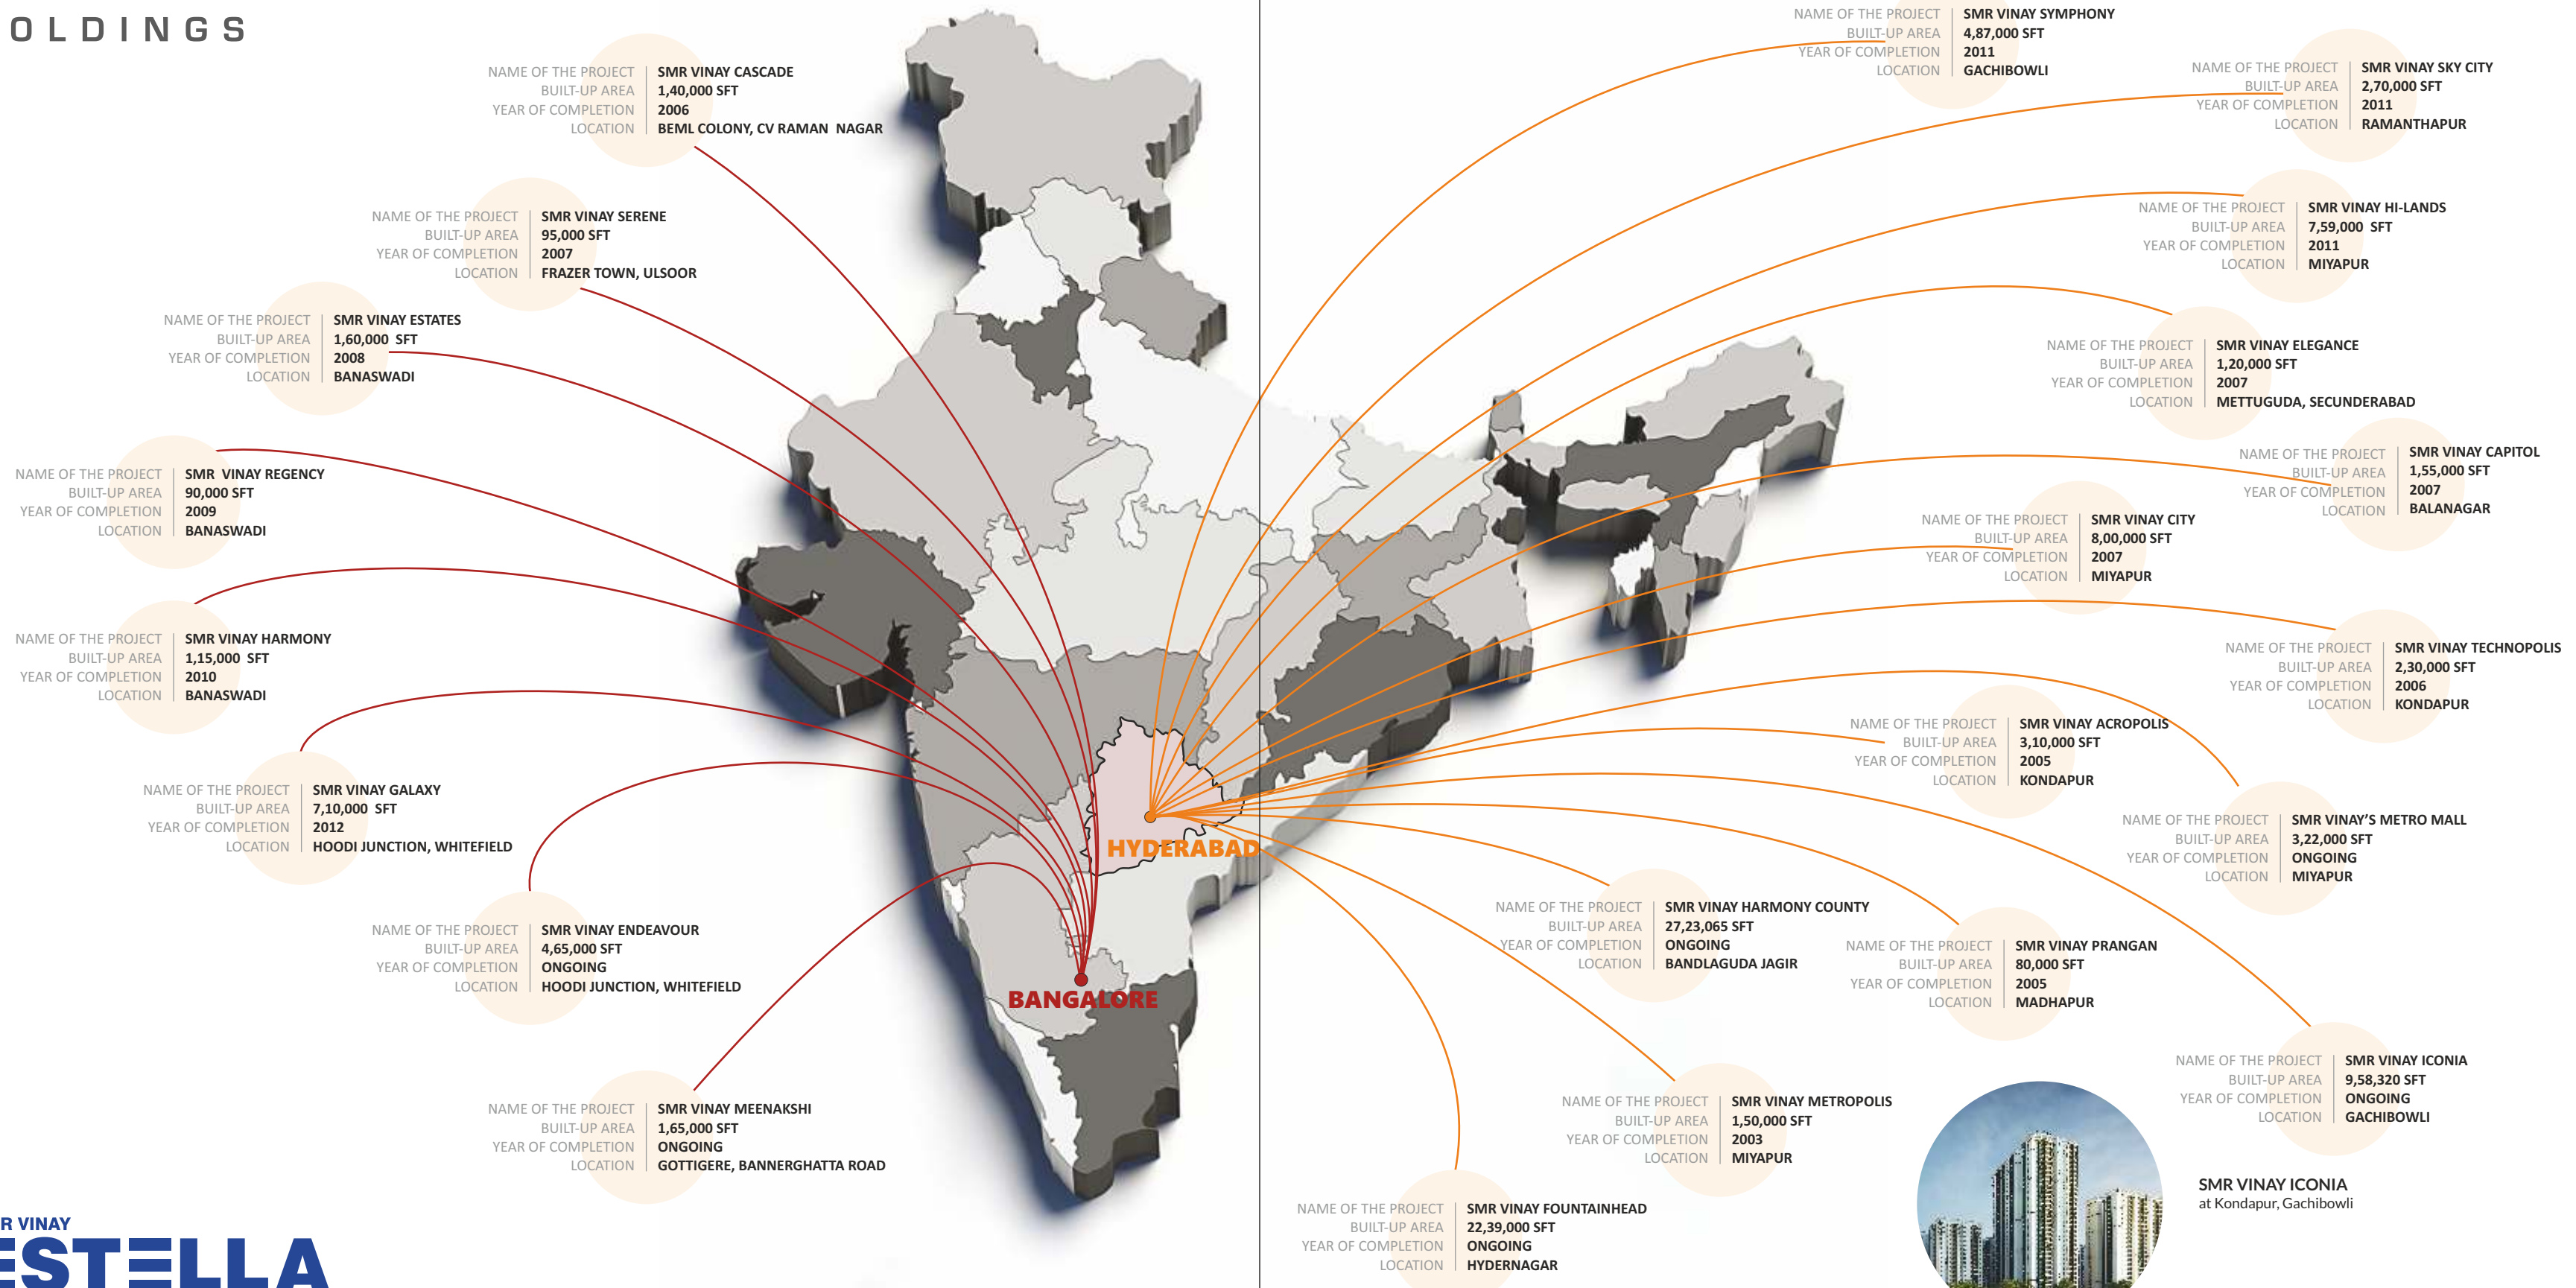 OLDINGS
NAME OF THE PROJECT SMR VINAY CASCADE
BUILT-UP AREA 1,40,000 SFT
YEAR OF COMPLETION 2006
LOCATION BEML COLONY, CV RAMAN NAGAR
NAME OF THE PROJECT SMR VINAY SERENE
BUILT-UP AREA 95,000 SFT
YEAR OF COMPLETION 2007
LOCATION FRAZER TOWN, ULSOOR
NAME OF THE PROJECT SMR VINAY ESTATES
BUILT-UP AREA 1,60,000 SFT
YEAR OF COMPLETION 2008
LOCATION BANASWADI
NAME OF THE PROJECT SMR VINAY REGENCY
BUILT-UP AREA 90,000 SFT
YEAR OF COMPLETION 2009
LOCATION BANASWADI
NAME OF THE PROJECT SMR VINAY HARMONY
BUILT-UP AREA 1,15,000 SFT
YEAR OF COMPLETION 2010
LOCATION BANASWADI
NAME OF THE PROJECT SMR VINAY GALAXY
BUILT-UP AREA 7,10,000 SFT
YEAR OF COMPLETION 2012
LOCATION HOODI JUNCTION, WHITEFIELD
NAME OF THE PROJECT SMR VINAY ENDEAVOUR
BUILT-UP AREA 4,65,000 SFT
YEAR OF COMPLETION ONGOING
LOCATION HOODI JUNCTION, WHITEFIELD
NAME OF THE PROJECT SMR VINAY MEENAKSHI
BUILT-UP AREA 1,65,000 SFT
YEAR OF COMPLETION ONGOING
LOCATION GOTTIGERE, BANNERGHATTA ROAD
R VINAY
ESTELLA
HYDERABAD
BANGALORE
NAME OF THE PROJECT SMR VINAY SYMPHONY
BUILT-UP AREA 4,87,000 SFT
YEAR OF COMPLETION 2011
LOCATION GACHIBOWLI
NAME OF THE PROJECT SMR VINAY SKY CITY
BUILT-UP AREA 2,70,000 SFT
YEAR OF COMPLETION 2011
LOCATION RAMANTHAPUR
NAME OF THE PROJECT SMR VINAY HI-LANDS
BUILT-UP AREA 7,59,000 SFT
YEAR OF COMPLETION 2011
LOCATION MIYAPUR
NAME OF THE PROJECT SMR VINAY ELEGANCE
BUILT-UP AREA 1,20,000 SFT
YEAR OF COMPLETION 2007
LOCATION METTUGUDA, SECUNDERABAD
NAME OF THE PROJECT SMR VINAY CAPITOL
BUILT-UP AREA 1,55,000 SFT
YEAR OF COMPLETION 2007
LOCATION BALANAGAR
NAME OF THE PROJECT SMR VINAY CITY
BUILT-UP AREA 8,00,000 SFT
YEAR OF COMPLETION 2007
LOCATION MIYAPUR
NAME OF THE PROJECT SMR VINAY TECHNOPOLIS
BUILT-UP AREA 2,30,000 SFT
YEAR OF COMPLETION 2006
LOCATION KONDAPUR
NAME OF THE PROJECT SMR VINAY ACROPOLIS
BUILT-UP AREA 3,10,000 SFT
YEAR OF COMPLETION 2005
LOCATION KONDAPUR
NAME OF THE PROJECT SMR VINAY'S METRO MALL
BUILT-UP AREA 3,22,000 SFT
YEAR OF COMPLETION ONGOING
LOCATION MIYAPUR
NAME OF THE PROJECT SMR VINAY HARMONY COUNTY
BUILT-UP AREA 27,23,065 SFT
YEAR OF COMPLETION ONGOING
LOCATION BANDLAGUDA JAGIR
NAME OF THE PROJECT SMR VINAY PRANGAN
BUILT-UP AREA 80,000 SFT
YEAR OF COMPLETION 2005
LOCATION MADHAPUR
NAME OF THE PROJECT SMR VINAY ICONIA
BUILT-UP AREA 9,58,320 SFT
YEAR OF COMPLETION ONGOING
LOCATION GACHIBOWLI
NAME OF THE PROJECT SMR VINAY METROPOLIS
BUILT-UP AREA 1,50,000 SFT
YEAR OF COMPLETION 2003
LOCATION MIYAPUR
NAME OF THE PROJECT SMR VINAY FOUNTAINHEAD
BUILT-UP AREA 22,39,000 SFT
YEAR OF COMPLETION ONGOING
LOCATION HYDERNAGAR
SMR VINAY ICONIA
at Kondapur, Gachibowli